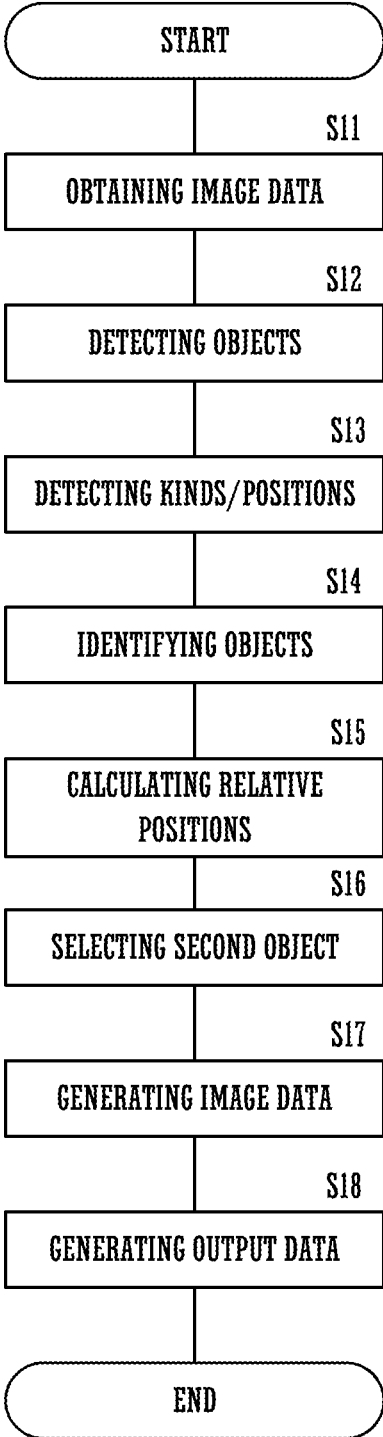 START
S11
OBTAINING IMAGE DATA
S12
DETECTING OBJECTS
S13
DETECTING KINDS/POSITIONS
S14
IDENTIFYING OBJECTS
S15
CALCULATING RELATIVE
POSITIONS
S16
SELECTING SECOND OBJECT
S17
GENERATING IMAGE DATA
S18
GENERATING OUTPUT DATA
END